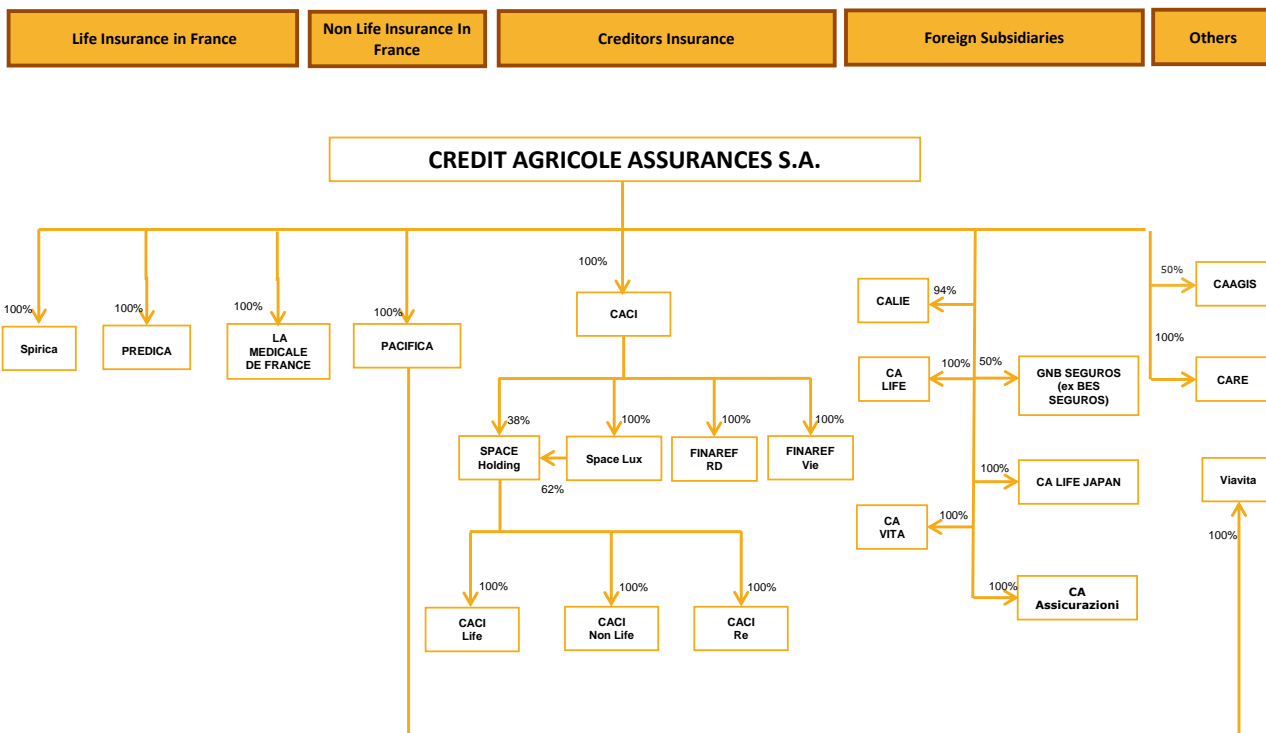 Life Insurance in France
Non Life Insurance In
France
Creditors Insurance
Foreign Subsidiaries
Others
CREDIT AGRICOLE ASSURANCES S.A.
100%
Spirica
100%
PREDICA
100%
LA
MEDICALE
DE FRANCE
100%
PACIFICA
100%
CACI
38%
SPACE
Holding
62%
100%
Space Lux
100%
FINAREF
RD
100%
FINAREF
Vie
100%
CACI
Life
100%
CACI
Non Life
100%
CACI
Re
94%
CALIE
100%
CA
LIFE
50%
GNB SEGUROS
(ex BES
SEGUROS)
100%
CA LIFE JAPAN
100%
CA
VITA
100%
CA
Assicurazioni
50%
CAAGIS
100%
CARE
Viavita
100%